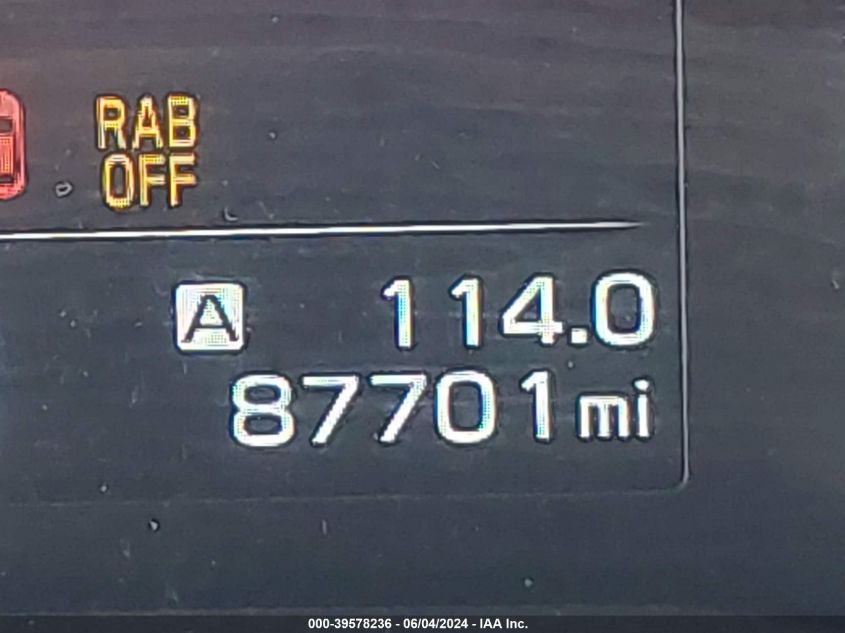 RAB
OFF
A 114.0
87701mi
000-39578236 - 06/04/2024 - IAA Inc.